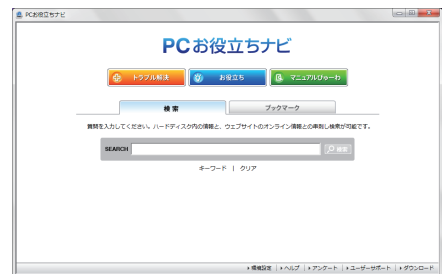 PCお役立ちナビ
PCお役立ちナビ
トラブル解決 お役立ち マニュアルびゅーわ
検索 ブックマーク
質問を入力してください。ハードディスク内の情報と、ウェブサイトのオンライン情報との串刺し検索が可能です。
SEARCH 検索
キーワード | クリア
環境設定 | ヘルプ | アンケート | ユーザーサポート | ダウンロード